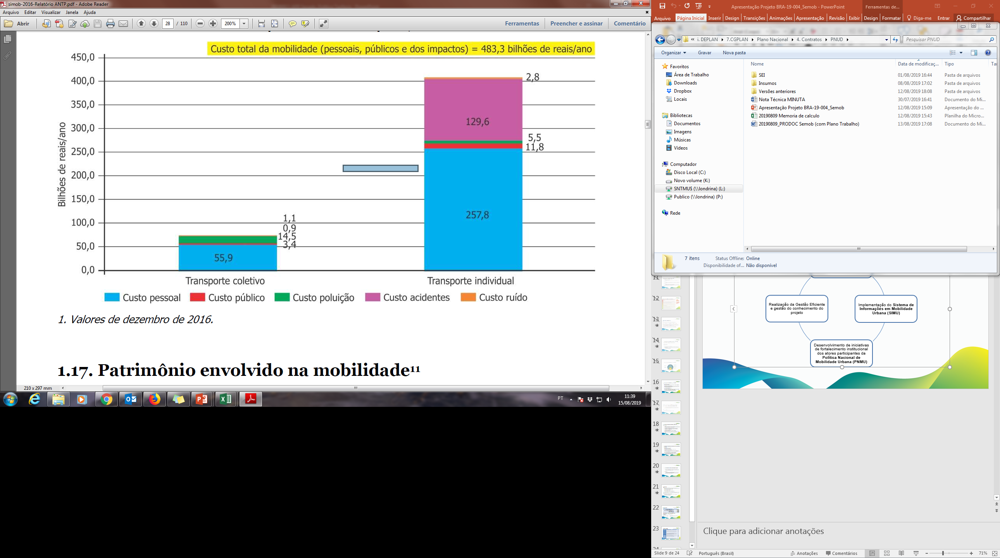 simob-2016-Relatório ANTP.pdf - Adobe Reader
Arquivo Editar Visualizar Janela Ajuda
Abrir 28 / 110 200% Ferramentas Preencher e assinar Comentário
Custo total da mobilidade (pessoais, públicos e dos impactos) = 483,3 bilhões de reais/ano
Bilhões de reais/ano
450,0
400,0
350,0
300,0
250,0
200,0
150,0
100,0
50,0
0,0
1,1
0,9
14,5
3,4
55,9
2,8
129,6
5,5
11,8
257,8
Transporte coletivo Transporte individual
Custo pessoal Custo público Custo poluição Custo acidentes Custo ruído
1. Valores de dezembro de 2016.
1.17. Patrimônio envolvido na mobilidade¹¹
210 x 297 mm
PT 11:39
15/08/2019
Apresentação Projeto BRA-19-004_Semob - PowerPoint Ferramentas de...
Arquivo Página Inicial Inserir Design Transições Animações Apresentação Revisão Exibir Design Formatar Diga-me Entrar Compartilhar
« i. DEPLAN 7.CGPLAN Plano Nacional 4. Contratos PNUD Pesquisar PNUD
Organizar Gravar Nova pasta
Favoritos
Área de Trabalho
Downloads
Dropbox
Locais
Bibliotecas
Documentos
Imagens
Músicas
Vídeos
Computador
Disco Local (C:)
Novo volume (K:)
SNTMU$ (\\londrina) (L:)
Publico (\\londrina) (P:)
Rede
Nome Data de modificaç... Tipo
SEI 01/08/2019 16:44 Pasta de arquivos
Insumos 08/08/2019 17:02 Pasta de arquivos
Versões anteriores 12/08/2019 18:08 Pasta de arquivos
Nota Técnica MINUTA 30/07/2019 16:41 Documento do Mi...
Apresentação Projeto BRA-19-004_Semob 12/08/2019 15:09 Apresentação do ...
20190809 Memoria de calculo 12/08/2019 15:43 Planilha do Micro...
20190809_PRODOC Semob (com Plano Trabalho) 13/08/2019 17:08 Documento do Mi...
7 itens Status Offline: Online
Disponibilidade of... Não disponível
11
12
13
14
15
16
17
18
19
20
21
22
23
Realização da Gestão Eficiente
e gestão do conhecimento do
projeto
Implementação do Sistema de
Informações em Mobilidade
Urbana (SIMU)
Desenvolvimento de iniciativas
de fortalecimento institucional
dos atores participantes da
Política Nacional de
Mobilidade Urbana (PNMU)
Clique para adicionar anotações
Slide 9 de 24 Português (Brasil) Anotações Comentários 71%